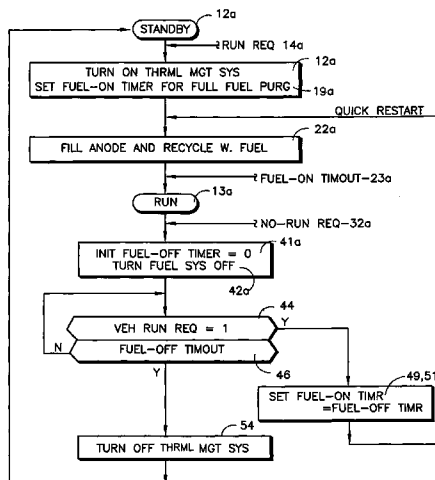 12a
STANDBY
RUN REQ 14a
12a
TURN ON THRML MGT SYS
SET FUEL-ON TIMER FOR FULL FUEL PURG
19a
QUICK RESTART
22a
FILL ANODE AND RECYCLE W. FUEL
FUEL-ON TIMOUT-23a
13a
RUN
NO-RUN REQ-32a
41a
INIT FUEL-OFF TIMER = 0
TURN FUEL SYS OFF
42a
44
VEH RUN REQ = 1
Y
N
FUEL-OFF TIMOUT
46
Y
49,51
SET FUEL-ON TIMR
=FUEL-OFF TIMR
54
TURN OFF THRML MGT SYS